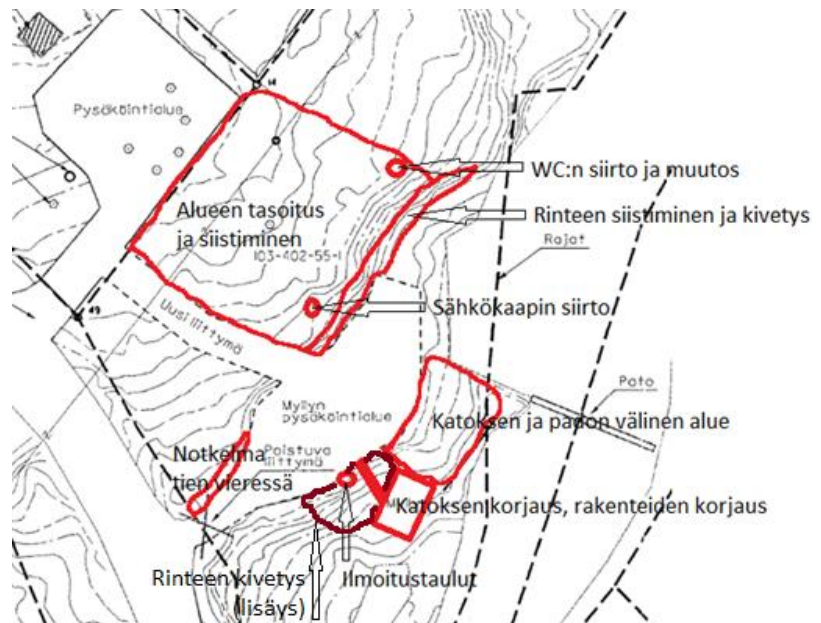 14
Pysäköintialue
WC:n siirto ja muutos
Alueen tasoitus
ja siistiminen
Rinteen siistiminen ja kivetys
Rajat
103-402-55-1
Sähkökaapin siirto
49
Uusi liittymä
Pato
Myllyn
pysäköintialue
Katoksen ja padon välinen alue
Notkelma
tien vieressä
Poistuva
liittymä
Katoksen korjaus, rakenteiden korjaus
Rinteen kivetys
(lisäys)
Ilmoitustaulut